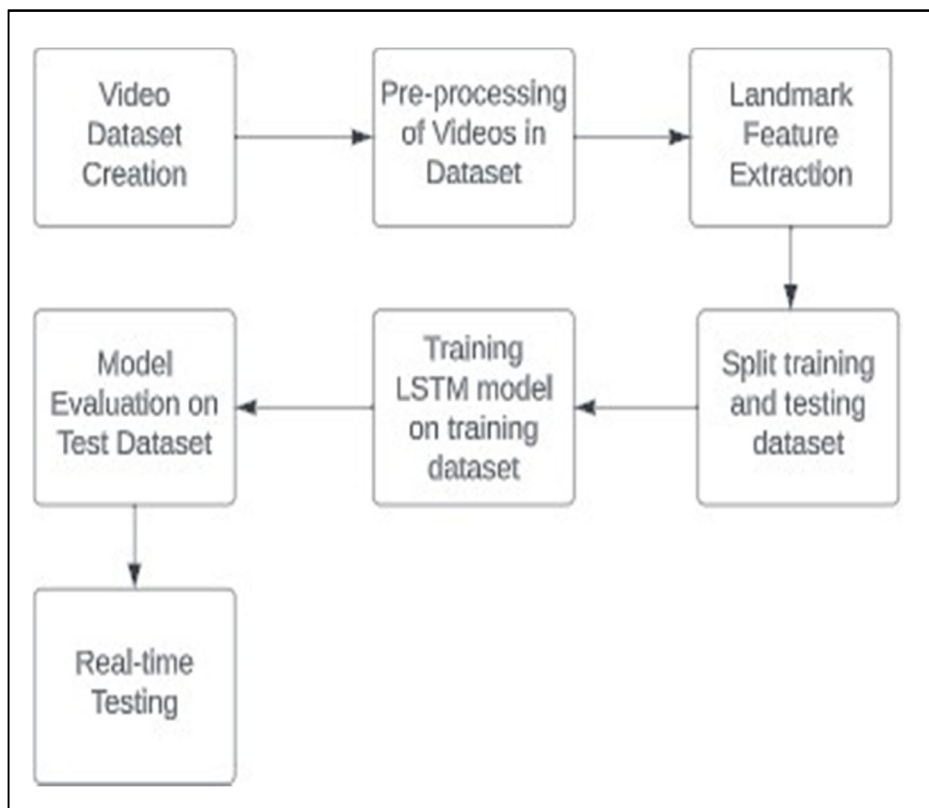 Video
Dataset
Creation
Pre-processing
of Videos in
Dataset
Landmark
Feature
Extraction
Split training
and testing
dataset
Training
LSTM model
on training
dataset
Model
Evaluation on
Test Dataset
Real-time
Testing